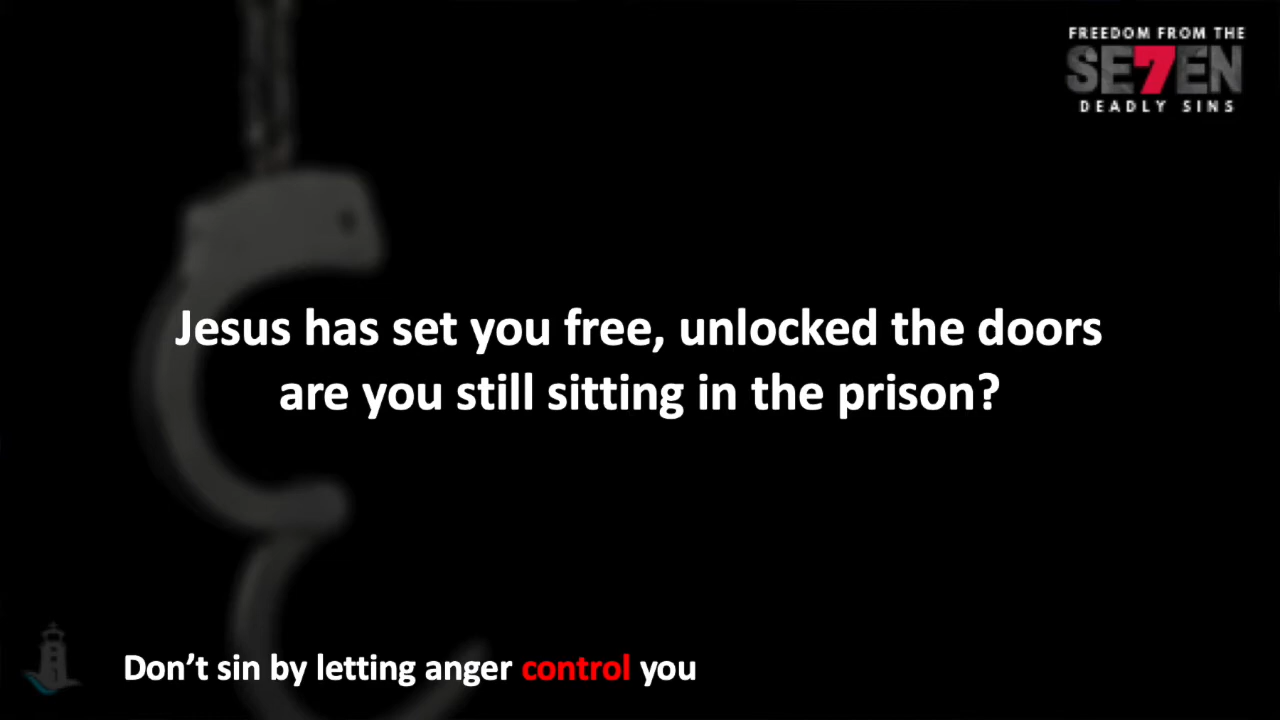 FREEDOM FROM THE
SE7EN
DEADLY SINS
Jesus has set you free, unlocked the doors
are you still sitting in the prison?
Don’t sin by letting anger control you